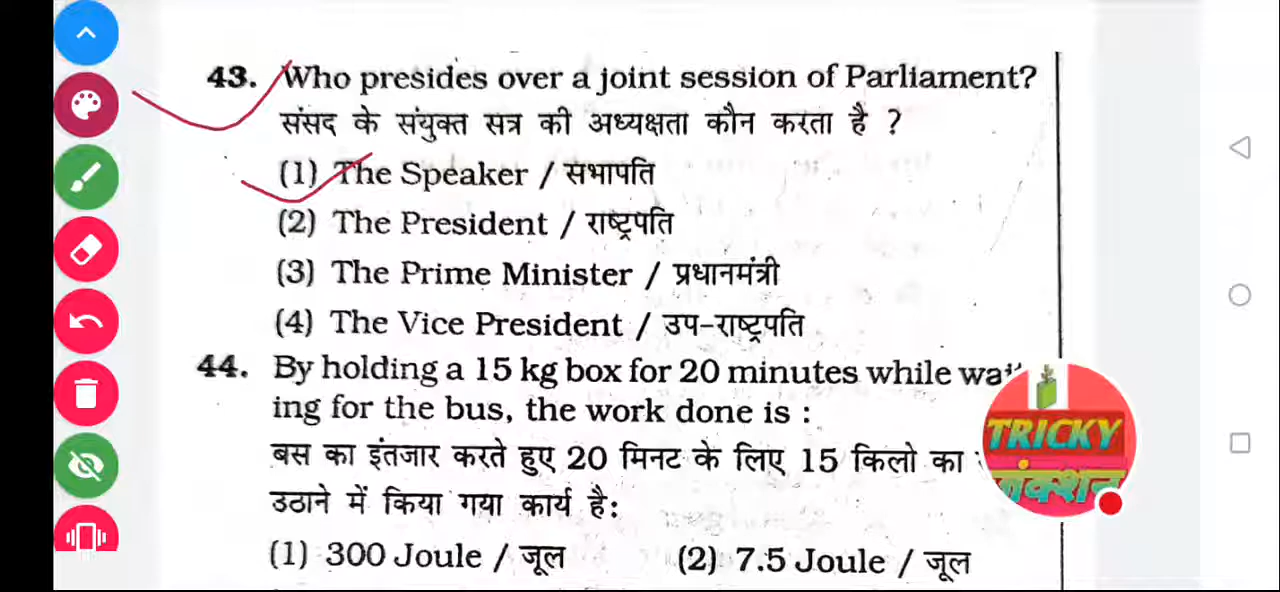 43. Who presides over a joint session of Parliament?
संसद के संयुक्त सत्र की अध्यक्षता कौन करता है ?
(1) The Speaker / सभापति
(2) The President / राष्ट्रपति
(3) The Prime Minister / प्रधानमंत्री
(4) The Vice President / उप-राष्ट्रपति
44. By holding a 15 kg box for 20 minutes while
ing for the bus, the work done is :
बस का इंतजार करते हुए 20 मिनट के लिए 15 किलो का
उठाने में किया गया कार्य है:
(1) 300 Joule / जूल (2) 7.5 Joule / जूल
TRICKY